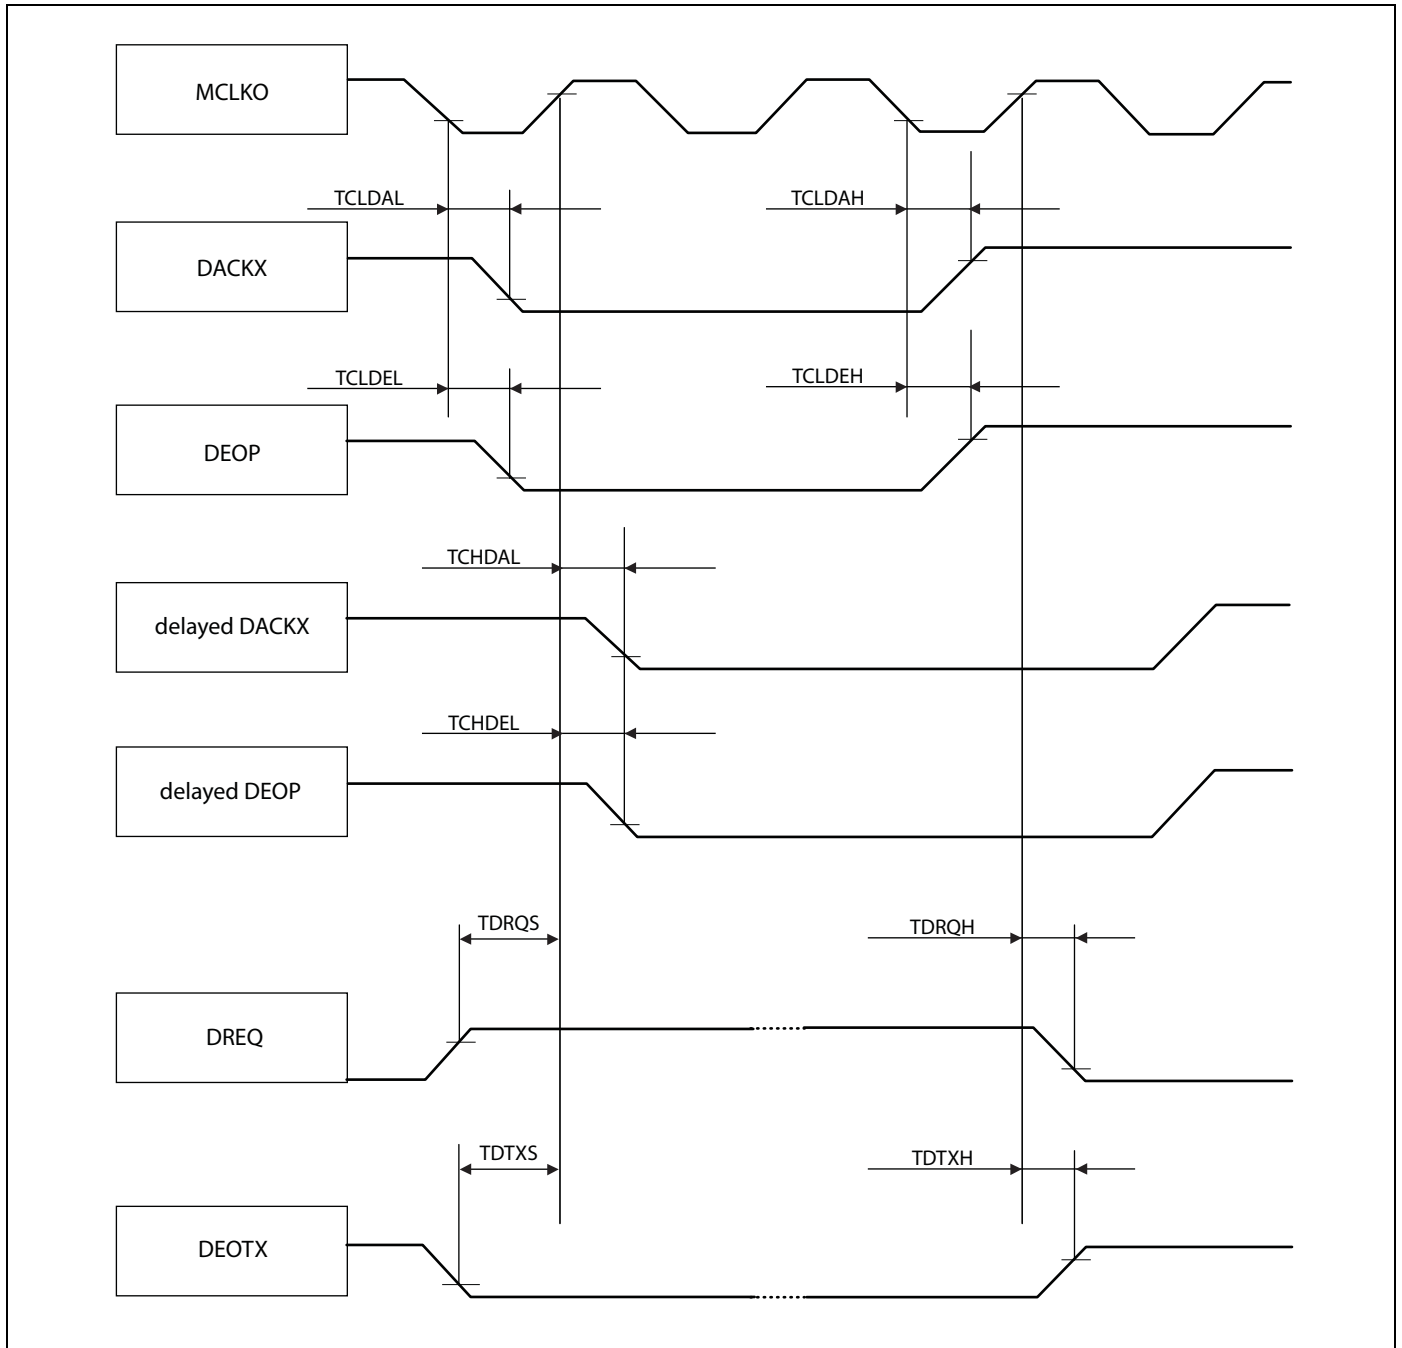 MCLKO
TCLDAL
TCLDAH
DACKX
TCLDEL
TCLDEH
DEOP
TCHDAL
delayed DACKX
TCHDEL
delayed DEOP
TDRQS
TDRQH
DREQ
TDTXS
TDTXH
DEOTX